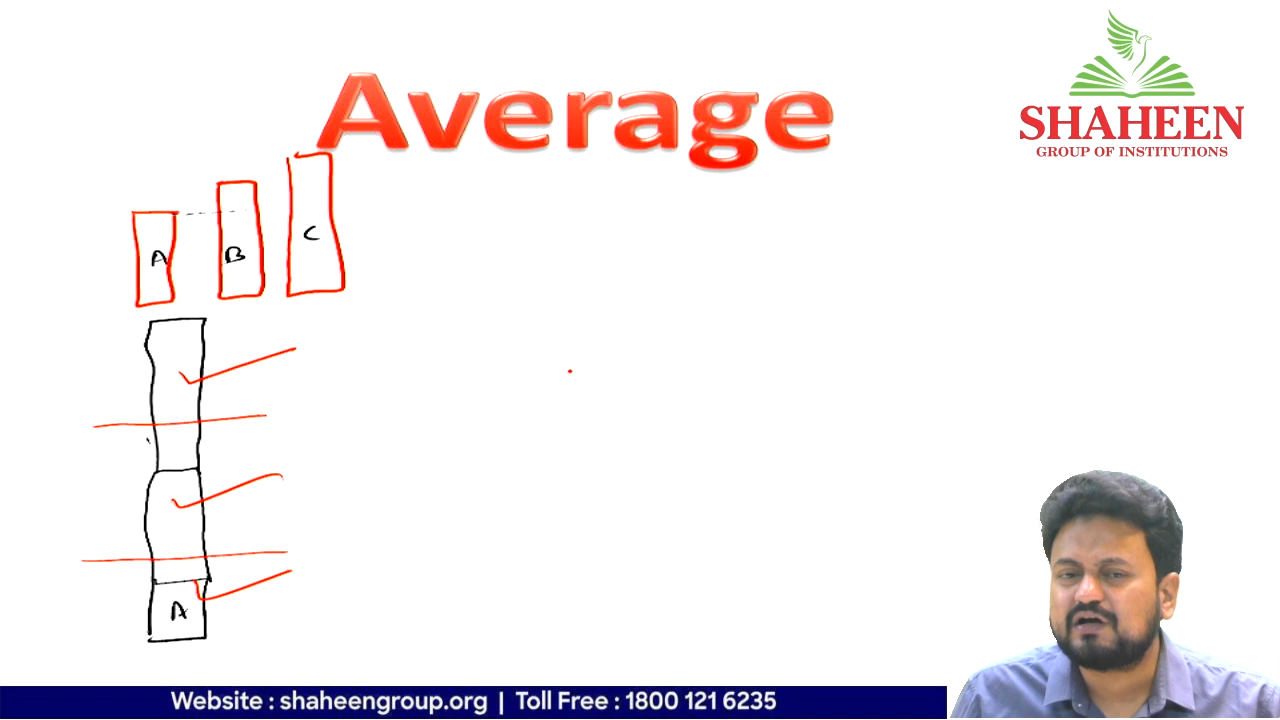 Average
SHAHEEN
GROUP OF INSTITUTIONS
A
B
C
A
Website : shaheengroup.org | Toll Free : 1800 121 6235